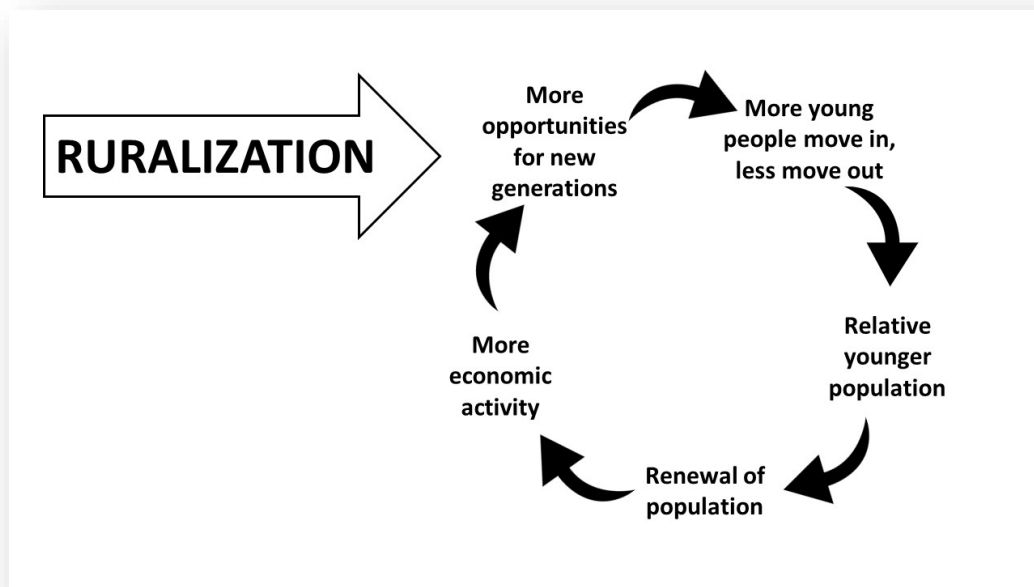 RURALIZATION
More
opportunities
for new
generations
More young
people move in,
less move out
Relative
younger
population
Renewal of
population
More
economic
activity